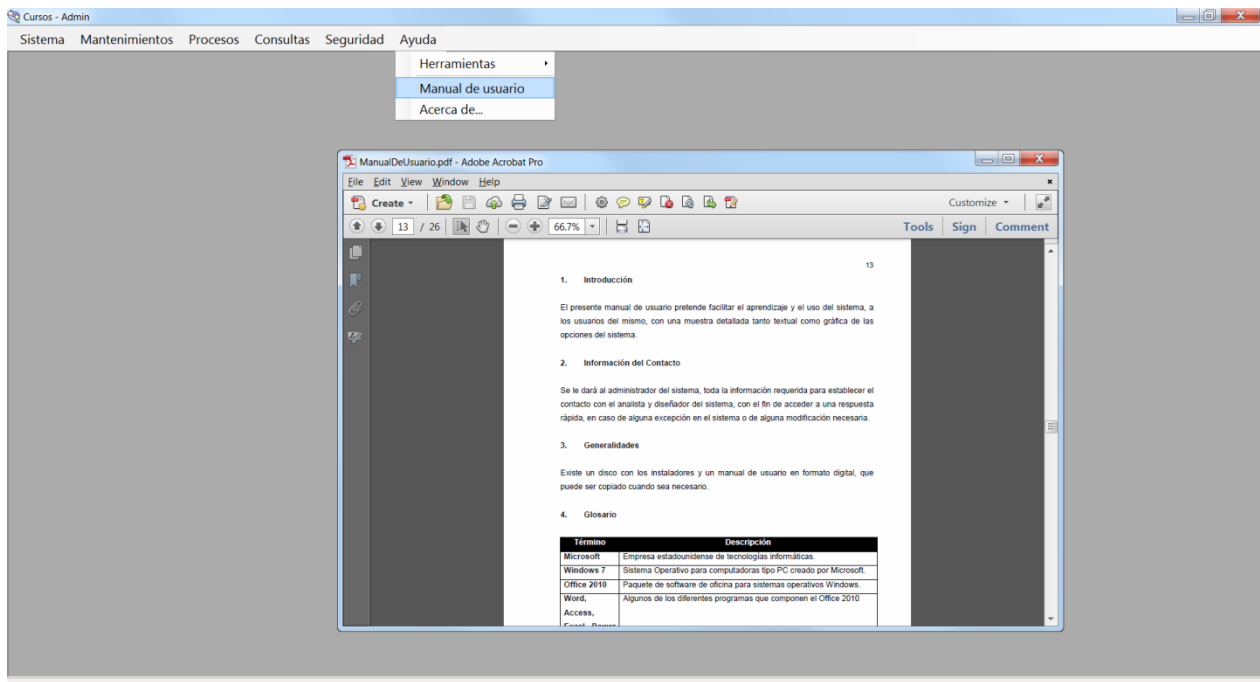 Cursos - Admin
Sistema Mantenimientos Procesos Consultas Seguridad Ayuda
Herramientas
Manual de usuario
Acerca de...
ManualDeUsuario.pdf - Adobe Acrobat Pro
File Edit View Window Help
Create Customize
13 / 26 66.7% Tools Sign Comment
13
1. Introducción
El presente manual de usuario pretende facilitar el aprendizaje y el uso del sistema, a
los usuarios del mismo, con una muestra detallada tanto textual como gráfica de las
opciones del sistema.
2. Información del Contacto
Se le dará al administrador del sistema, toda la información requerida para establecer el
contacto con el analista y diseñador del sistema, con el fin de acceder a una respuesta
rápida, en caso de alguna excepción en el sistema o de alguna modificación necesaria.
3. Generalidades
Existe un disco con los instaladores y un manual de usuario en formato digital, que
puede ser copiado cuando sea necesario.
4. Glosario
Término Descripción
Microsoft Empresa estadounidense de tecnologías informáticas.
Windows 7 Sistema Operativo para computadoras tipo PC creado por Microsoft.
Office 2010 Paquete de software de oficina para sistemas operativos Windows.
Word, Algunos de los diferentes programas que componen el Office 2010
Access,
Excel, Power